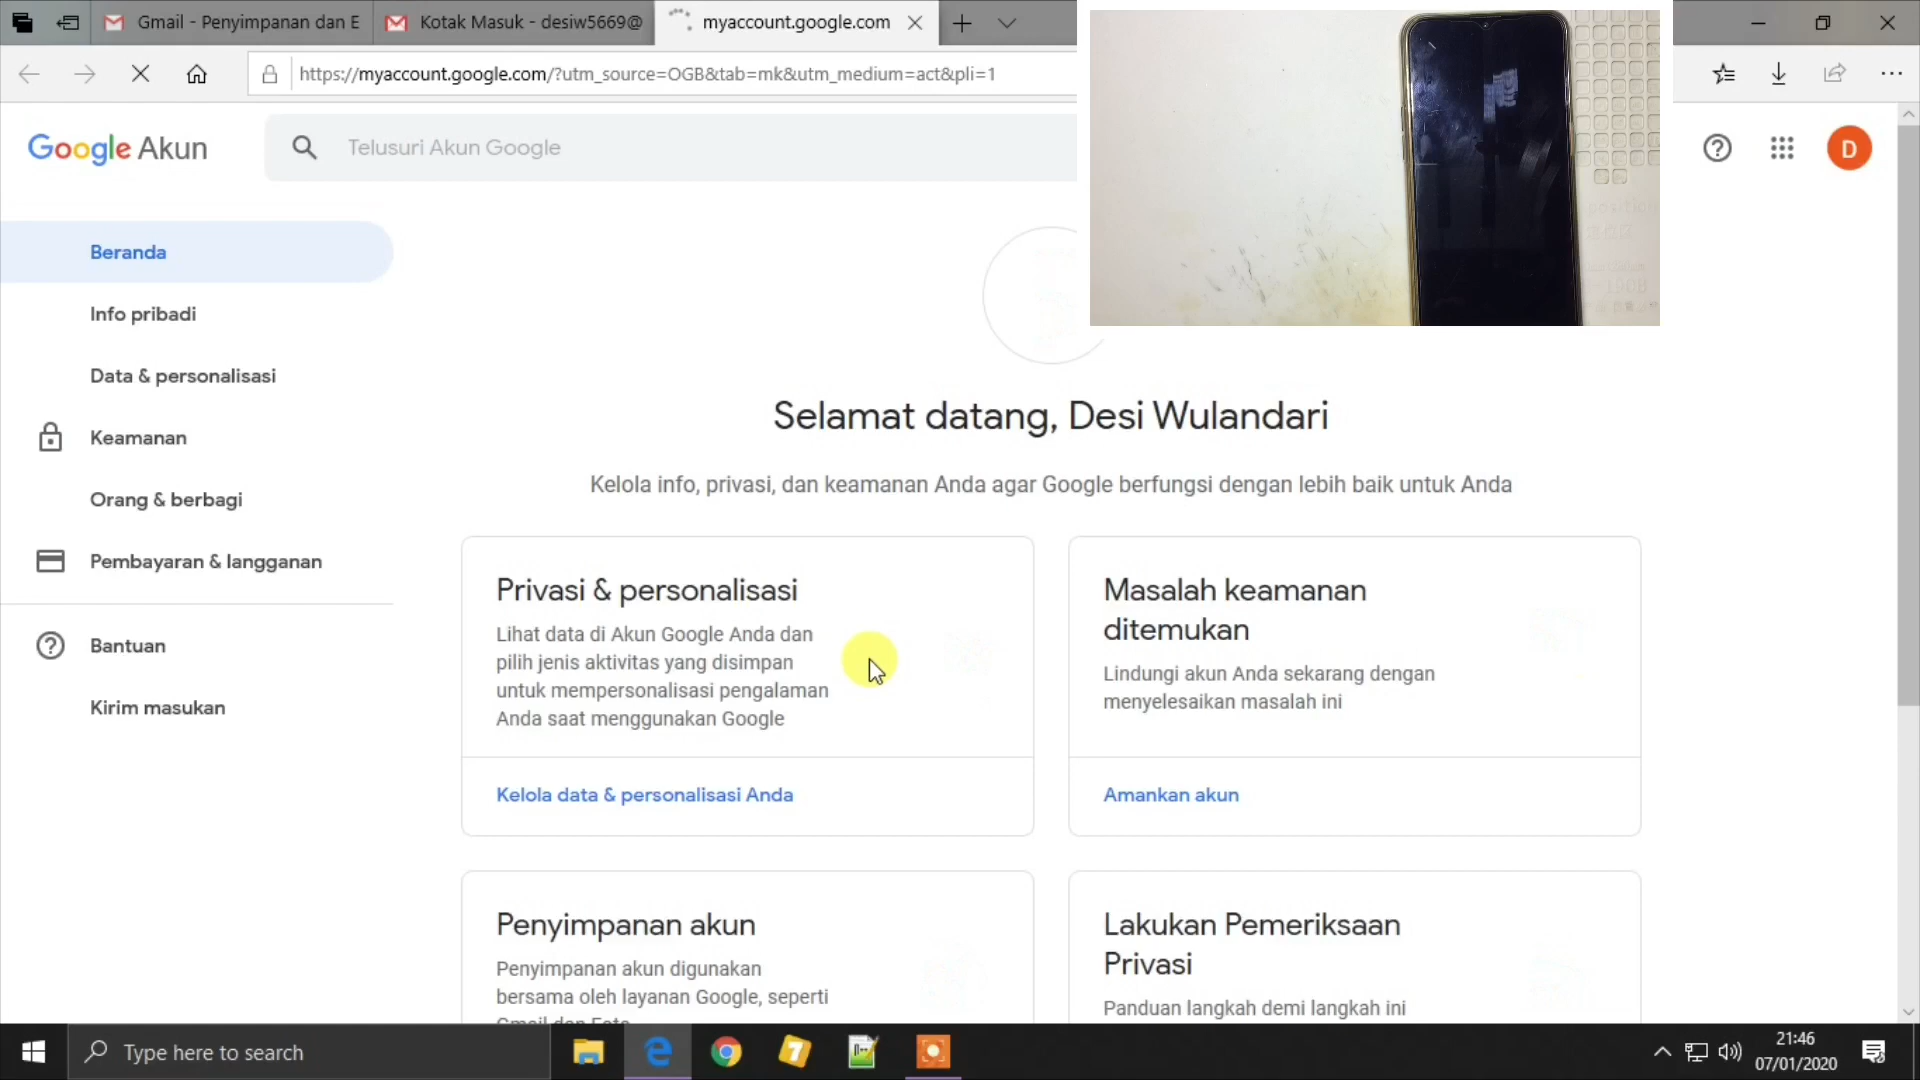 Gmail - Penyimpanan dan E
Kotak Masuk - desiw5669@
myaccount.google.com
https://myaccount.google.com/?utm_source=OGB&tab=mk&utm_medium=act&pli=1
Google Akun
Telusuri Akun Google
D
Beranda
Info pribadi
Data & personalisasi
Keamanan
Orang & berbagi
Pembayaran & langganan
Bantuan
Kirim masukan
Selamat datang, Desi Wulandari
Kelola info, privasi, dan keamanan Anda agar Google berfungsi dengan lebih baik untuk Anda
Privasi & personalisasi
Lihat data di Akun Google Anda dan
pilih jenis aktivitas yang disimpan
untuk mempersonalisasi pengalaman
Anda saat menggunakan Google
Kelola data & personalisasi Anda
Masalah keamanan
ditemukan
Lindungi akun Anda sekarang dengan
menyelesaikan masalah ini
Amankan akun
Penyimpanan akun
Penyimpanan akun digunakan
bersama oleh layanan Google, seperti
Gmail dan Foto
Lakukan Pemeriksaan
Privasi
Panduan langkah demi langkah ini
Type here to search
21:46
07/01/2020